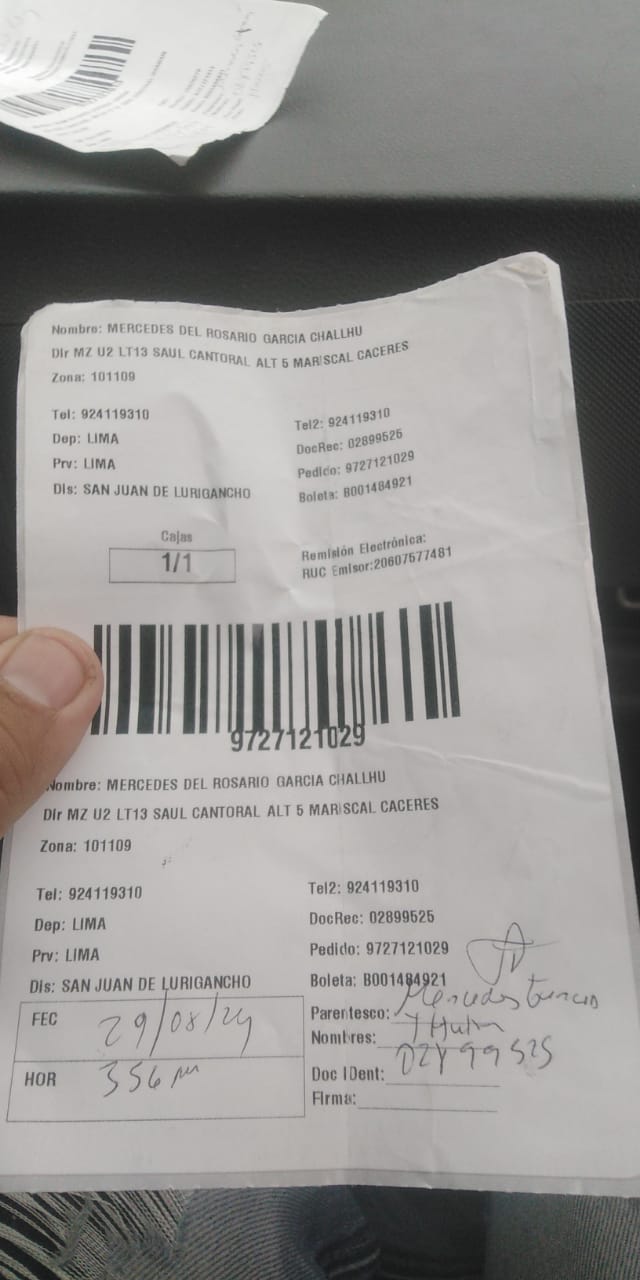 Nombre: MERCEDES DEL ROSARIO GARCIA CHALLHU
Dir MZ U2 LT13 SAUL CANTORAL ALT 5 MARISCAL CACERES
Zona: 101109
Tel: 924119310
Tel2: 924119310
Dep: LIMA
DocRec: 02899525
Prv: LIMA
Pedido: 9727121029
Dis: SAN JUAN DE LURIGANCHO
Boleta: B001484921
Cajas
1/1
Remisión Electrónica:
RUC Emisor:20607577481
9727121029
Nombre: MERCEDES DEL ROSARIO GARCIA CHALLHU
Dir MZ U2 LT13 SAUL CANTORAL ALT 5 MARISCAL CACERES
Zona: 101109
Tel: 924119310
Tel2: 924119310
Dep: LIMA
DocRec: 02899525
Prv: LIMA
Pedido: 9727121029
Dis: SAN JUAN DE LURIGANCHO
Boleta: B001484921
FEC 29/08/24
Parentesco: Mercedes
Nombres:
HOR 356 pm
Doc IDent: 02899525
Firma: